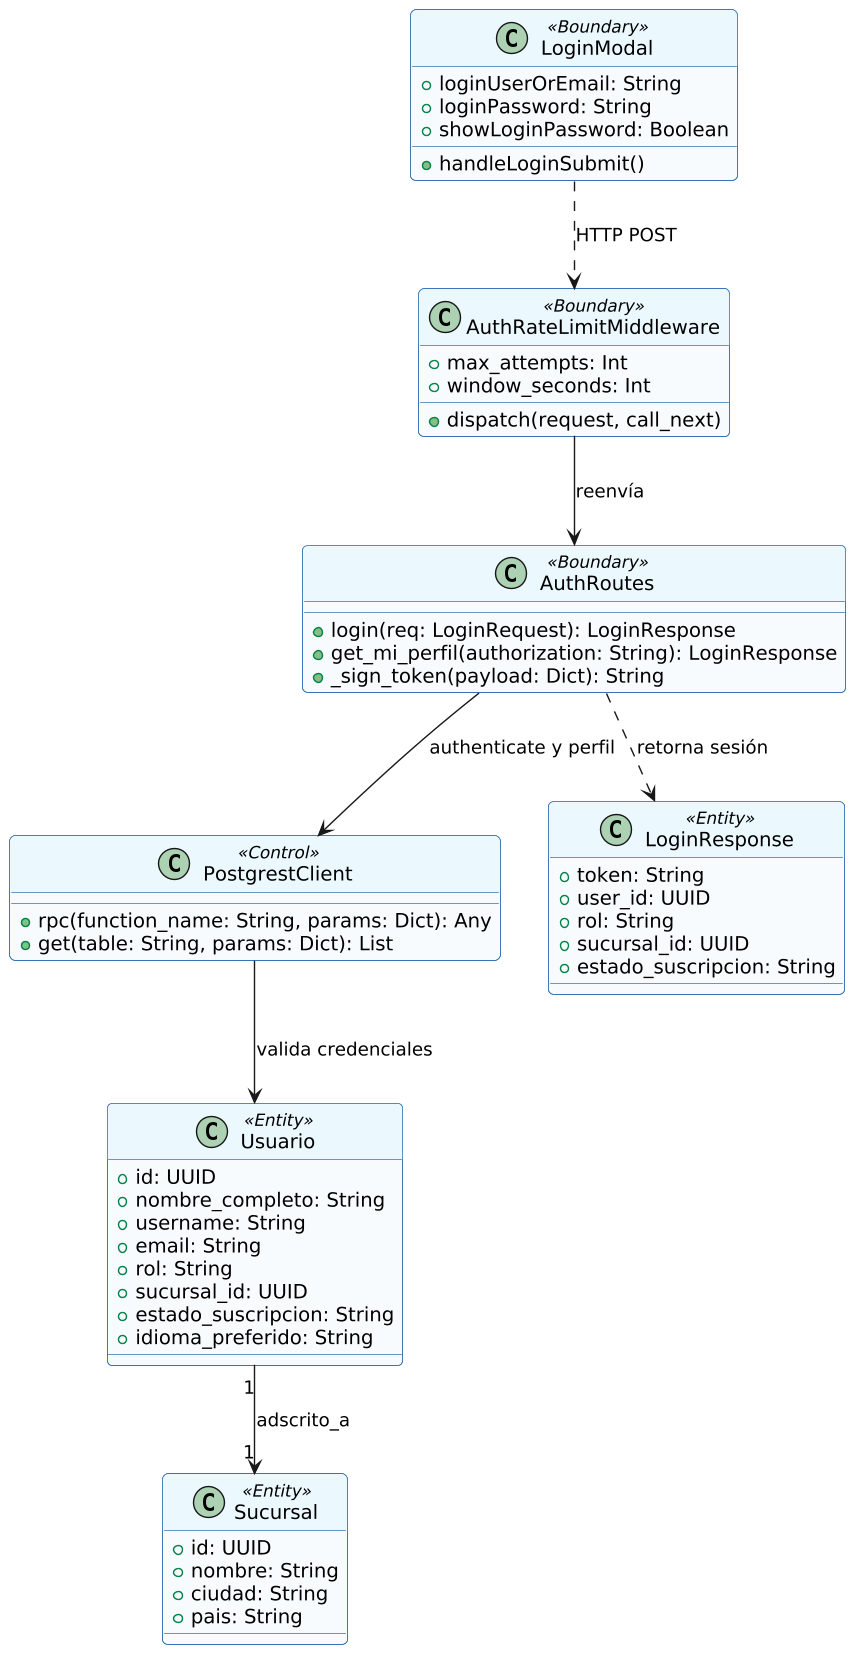 C
«Boundary»
LoginModal
loginUserOrEmail: String
loginPassword: String
showLoginPassword: Boolean
handleLoginSubmit()
HTTP POST
C
«Boundary»
AuthRateLimitMiddleware
max_attempts: Int
window_seconds: Int
dispatch(request, call_next)
reenvía
C
«Boundary»
AuthRoutes
login(req: LoginRequest): LoginResponse
get_mi_perfil(authorization: String): LoginResponse
_sign_token(payload: Dict): String
authenticate y perfil
retorna sesión
C
«Control»
PostgrestClient
rpc(function_name: String, params: Dict): Any
get(table: String, params: Dict): List
C
«Entity»
LoginResponse
token: String
user_id: UUID
rol: String
sucursal_id: UUID
estado_suscripcion: String
valida credenciales
C
«Entity»
Usuario
id: UUID
nombre_completo: String
username: String
email: String
rol: String
sucursal_id: UUID
estado_suscripcion: String
idioma_preferido: String
1
adscrito_a
1
C
«Entity»
Sucursal
id: UUID
nombre: String
ciudad: String
pais: String